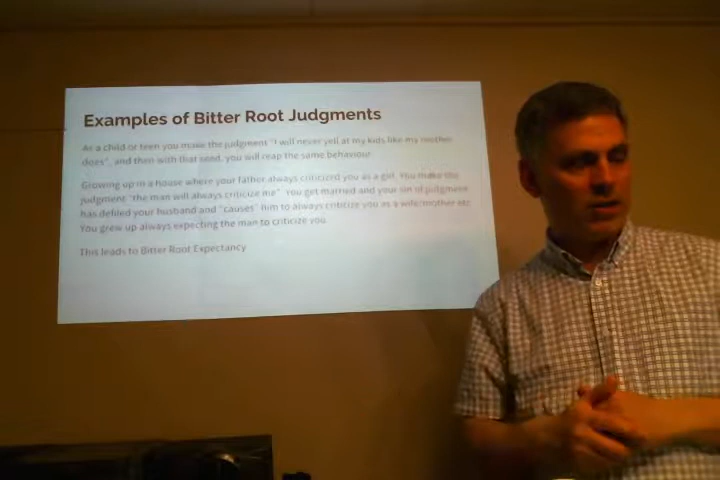 Examples of Bitter Root Judgments
As a child or teen you make the judgment "I will never yell at my kids like my mother
does", and then with that seed, you will reap the same behaviour
Growing up in a house where your father always criticized you as a girl. You make the
judgment "the man will always criticize me". You get married and your sin of judgment
has defiled your husband and "causes" him to always criticize you as a wife/mother etc
You grew up always expecting the man to criticize you
This leads to Bitter Root Expectancy